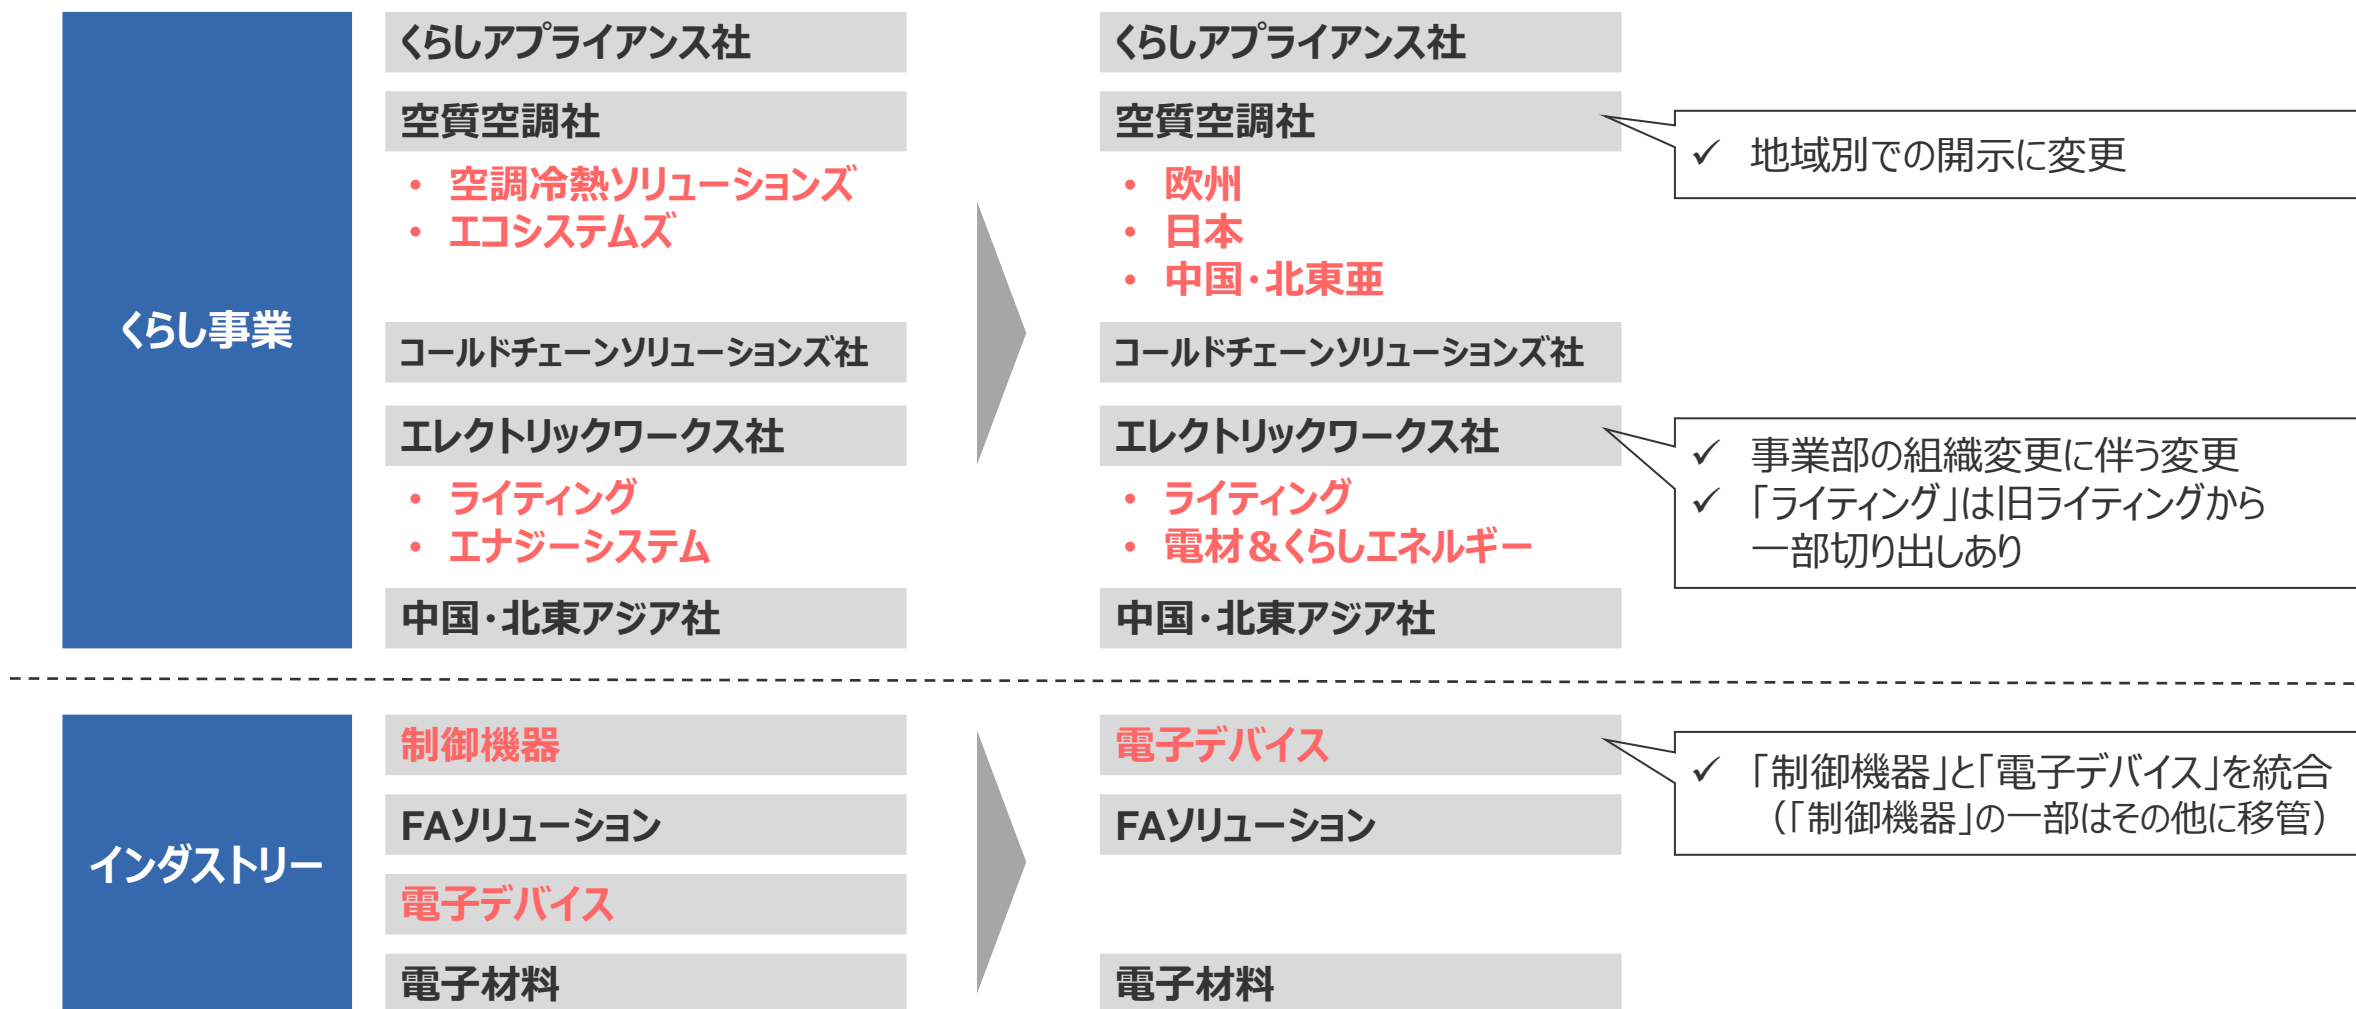 くらし事業
くらしアプライアンス社
空質空調社
• 空調冷熱ソリューションズ
• エコシステムズ
コールドチェーンソリューションズ社
エレクトリックワークス社
• ライティング
• エナジーシステム
中国・北東アジア社
くらしアプライアンス社
空質空調社
• 欧州
• 日本
• 中国・北東亜
コールドチェーンソリューションズ社
エレクトリックワークス社
• ライティング
• 電材&くらしエネルギー
中国・北東アジア社
✓ 地域別での開示に変更
✓ 事業部の組織変更に伴う変更
✓ 「ライティング」は旧ライティングから
一部切り出しあり
インダストリー
制御機器
FAソリューション
電子デバイス
電子材料
電子デバイス
FAソリューション
電子材料
✓ 「制御機器」と「電子デバイス」を統合
(「制御機器」の一部はその他に移管)